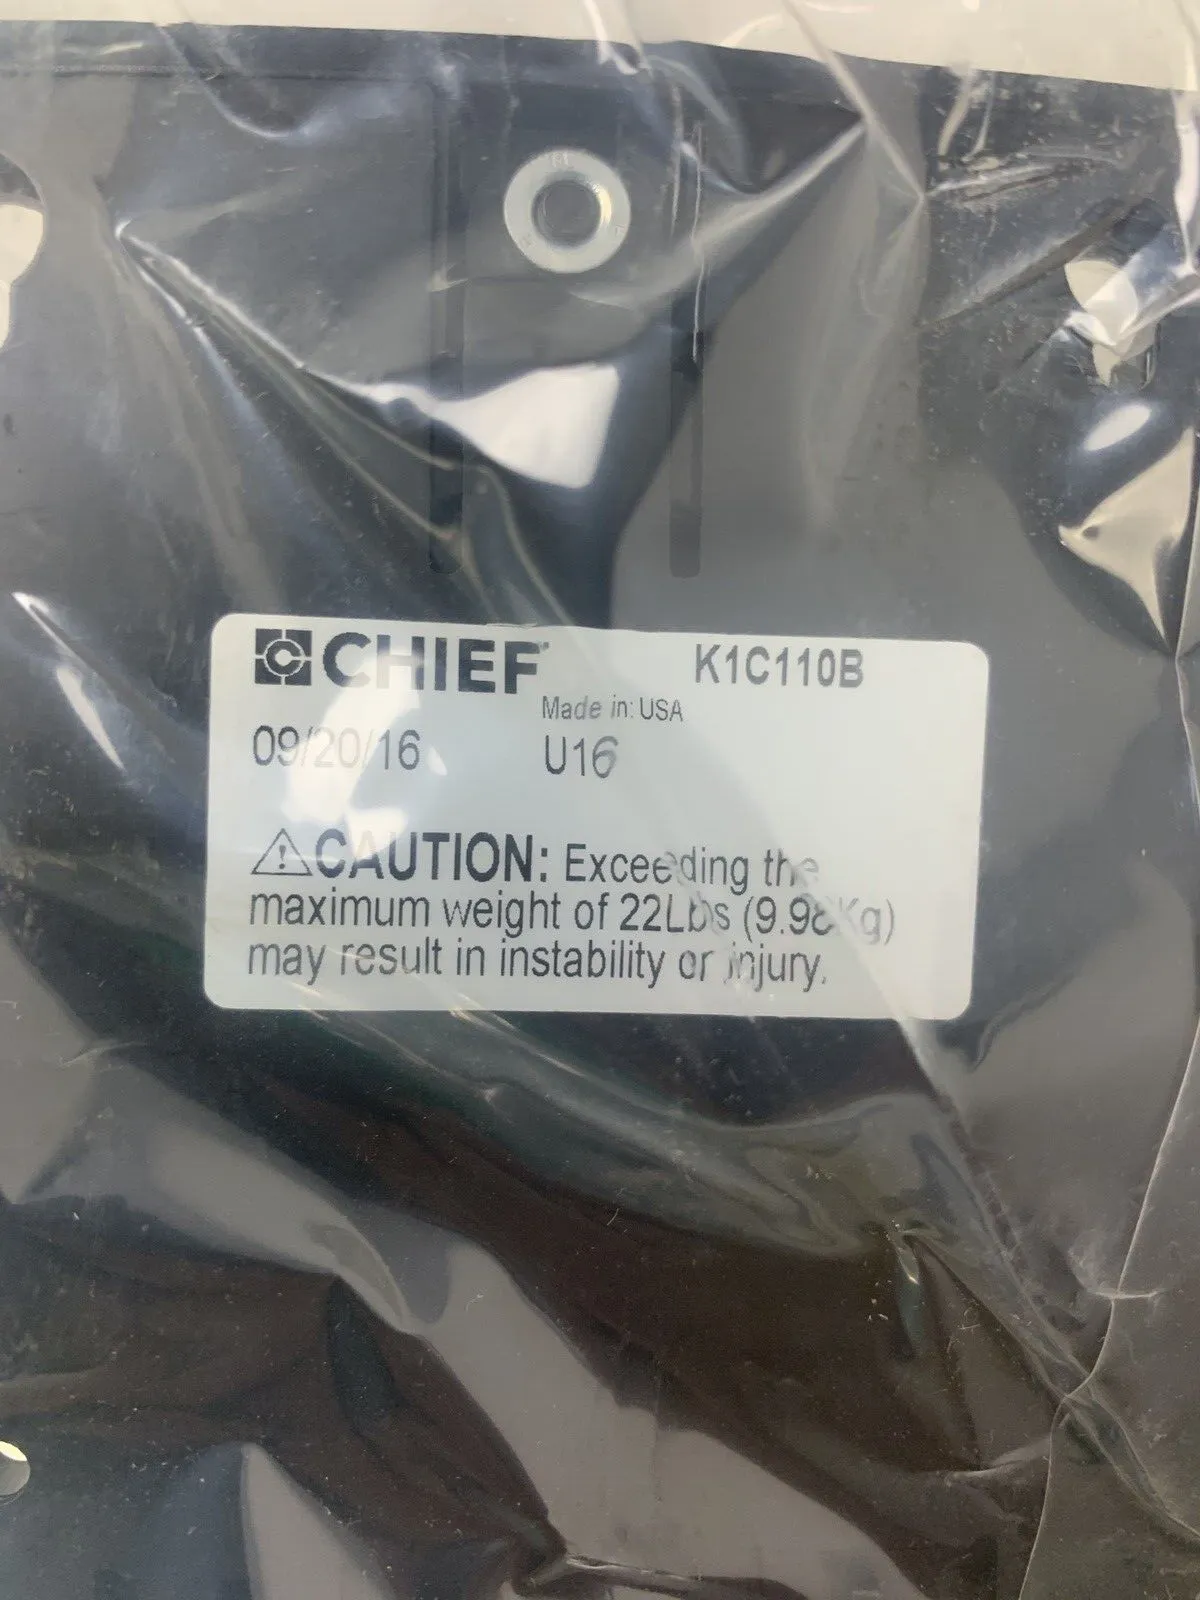 CHIEF K1C110B
Made in: USA
09/20/16 U16
CAUTION: Exceeding the
maximum weight of 22Lbs (9.98Kg)
may result in instability or injury.